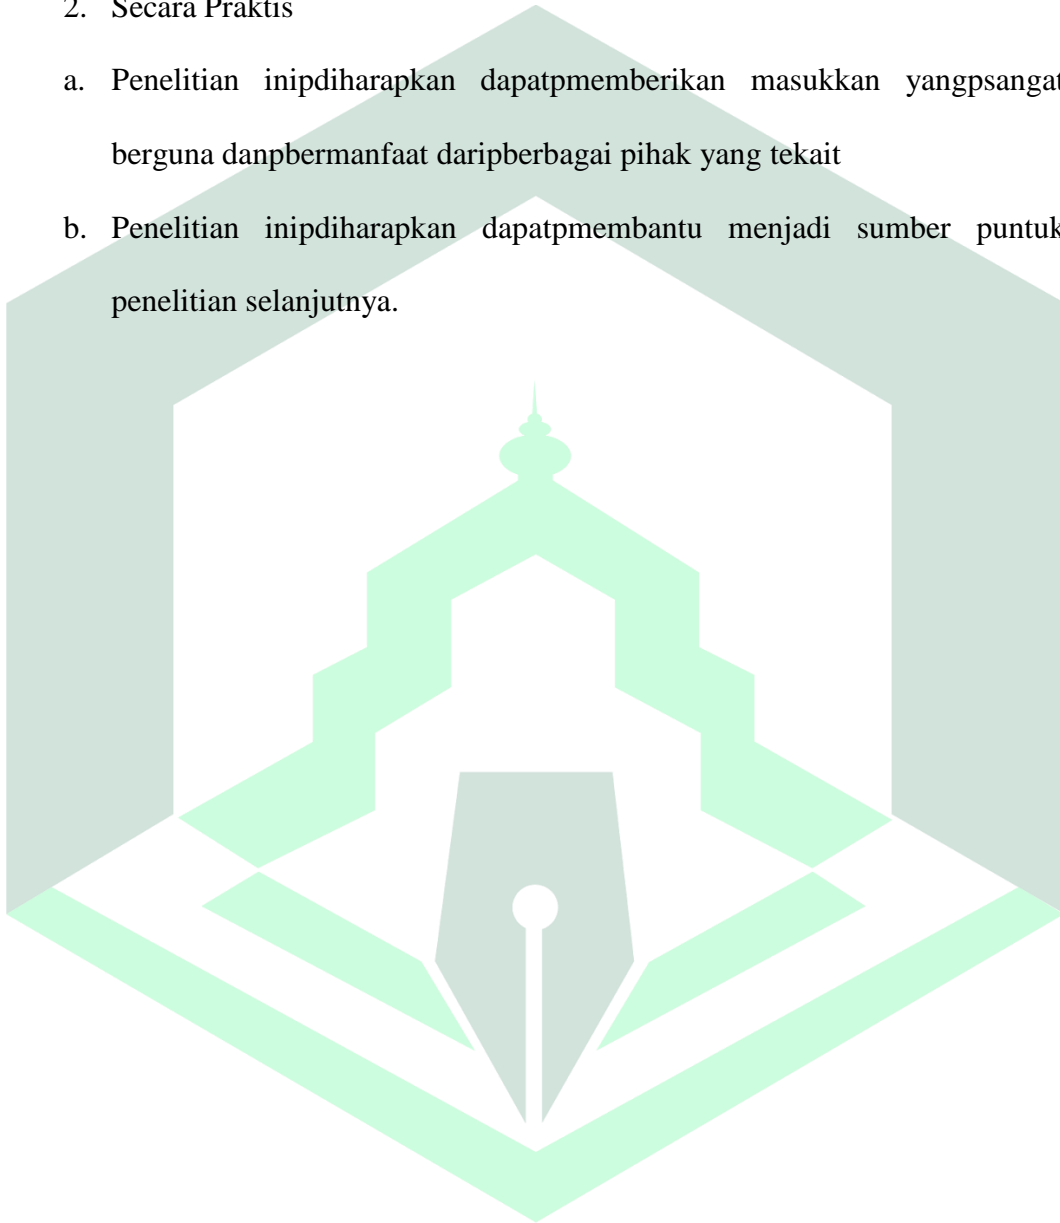 2. Secara Praktis
a. Penelitian inipdiharapkan dapatpmemberikan masukkan yangpsangat
berguna danpbermanfaat daripberbagai pihak yang tekait
b. Penelitian inipdiharapkan dapatpmembantu menjadi sumber puntuk
penelitian selanjutnya.